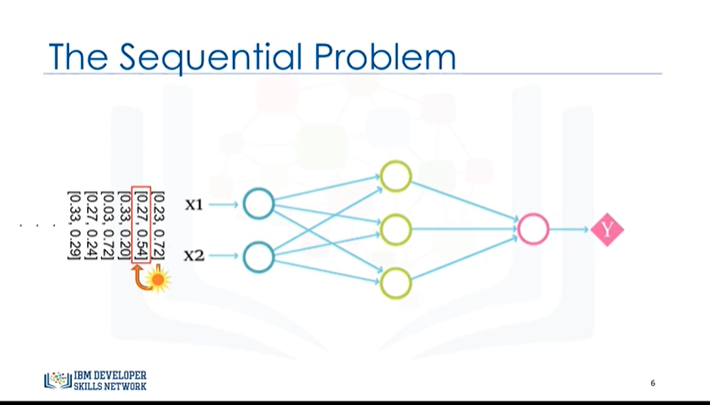 The Sequential Problem
[0.33, 0.29]
[0.27, 0.24]
[0.03, 0.72]
[0.33, 0.20]
[0.27, 0.54]
[0.23, 0.72]
X1
X2
Y
IBM DEVELOPER
SKILLS NETWORK
6